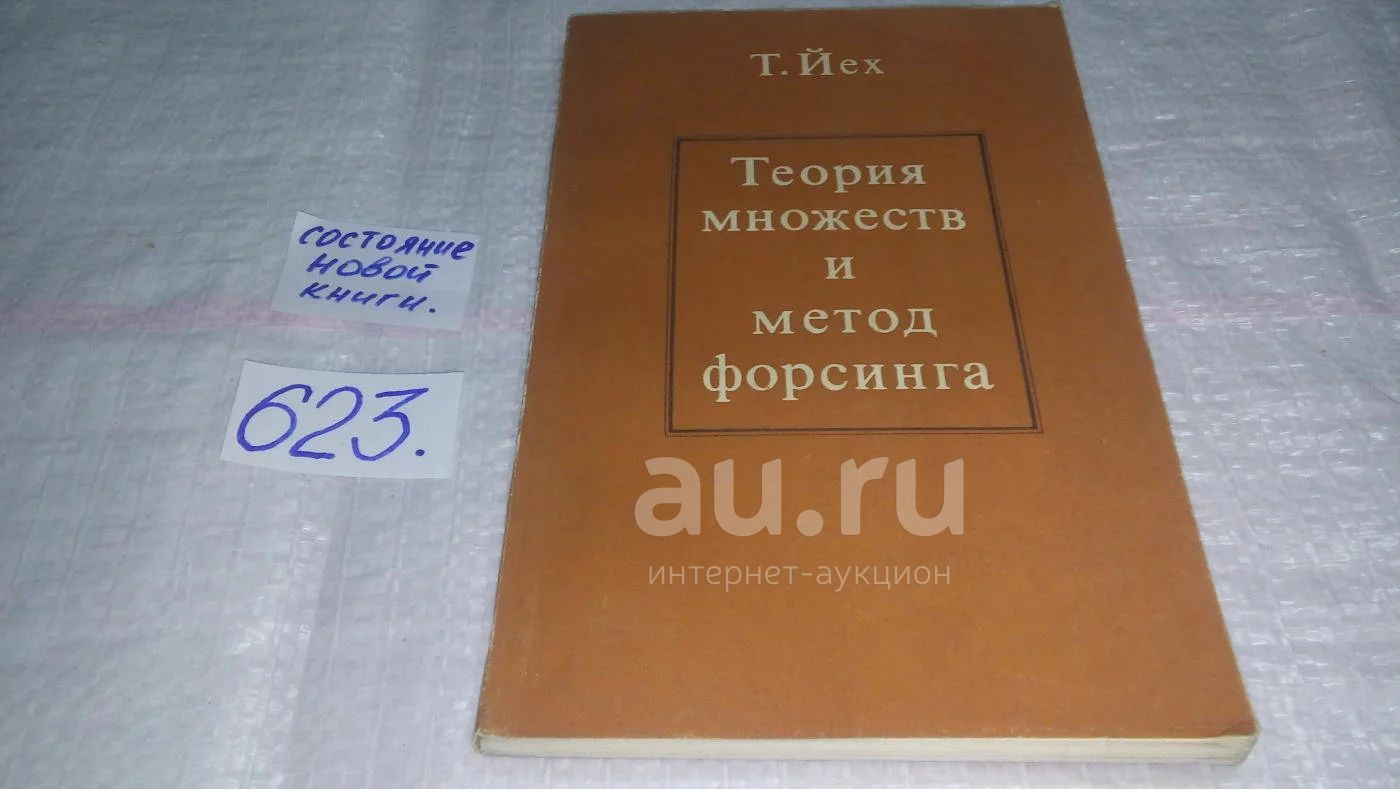 Т. Йех
Теория
множеств
и
метод
форсинга
состояние
новой
книги.
623.
au.ru
интернет-аукцион